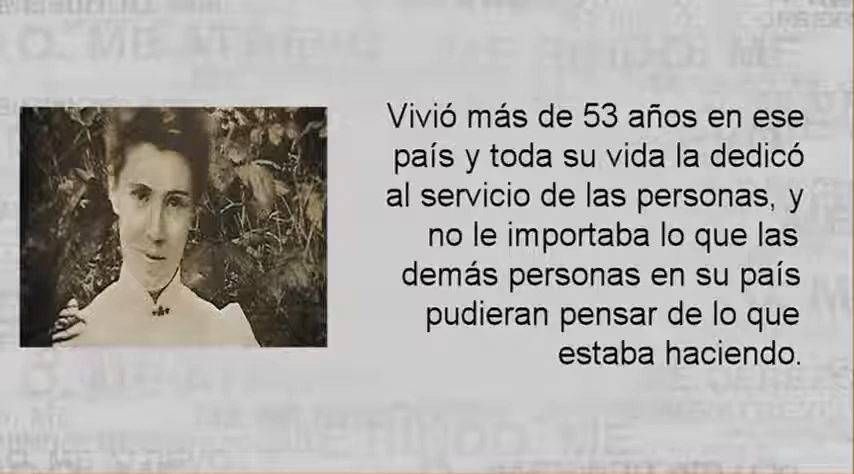 Vivió más de 53 años en ese
país y toda su vida la dedicó
al servicio de las personas, y
no le importaba lo que las
demás personas en su país
pudieran pensar de lo que
estaba haciendo.